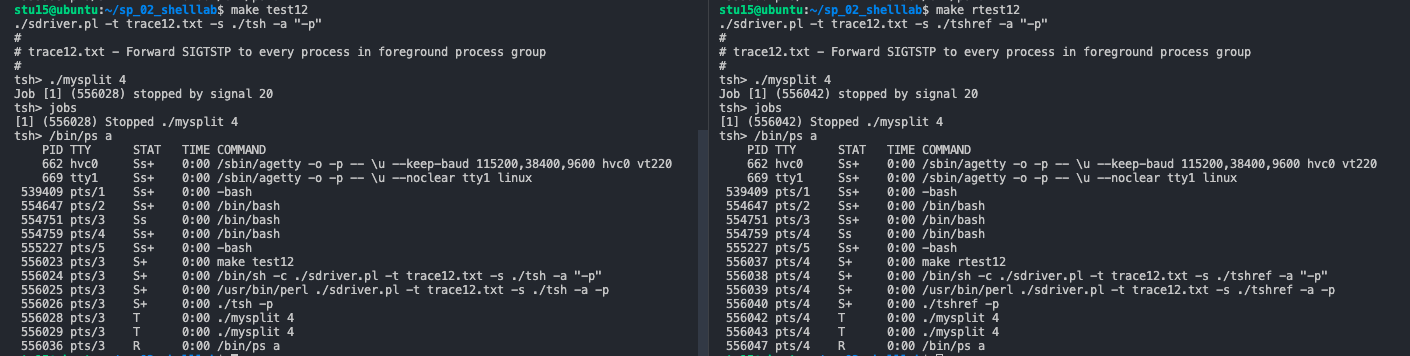 stu15@ubuntu:~/sp_02_shelllab$ make test12
./sdriver.pl -t trace12.txt -s ./tsh -a "-p"
#
# trace12.txt - Forward SIGTSTP to every process in foreground process group
#
tsh> ./mysplit 4
Job [1] (556028) stopped by signal 20
tsh> jobs
[1] (556028) Stopped ./mysplit 4
tsh> /bin/ps a
    PID TTY      STAT   TIME COMMAND
    662 hvc0     Ss+    0:00 /sbin/agetty -o -p -- \u --keep-baud 115200,38400,9600 hvc0 vt220
    669 tty1     Ss+    0:00 /sbin/agetty -o -p -- \u --noclear tty1 linux
 539409 pts/1    Ss+    0:00 -bash
 554647 pts/2    Ss+    0:00 /bin/bash
 554751 pts/3    Ss     0:00 /bin/bash
 554759 pts/4    Ss+    0:00 /bin/bash
 555227 pts/5    Ss+    0:00 -bash
 556023 pts/3    S+     0:00 make test12
 556024 pts/3    S+     0:00 /bin/sh -c ./sdriver.pl -t trace12.txt -s ./tsh -a "-p"
 556025 pts/3    S+     0:00 /usr/bin/perl ./sdriver.pl -t trace12.txt -s ./tsh -a -p
 556026 pts/3    S+     0:00 ./tsh -p
 556028 pts/3    T      0:00 ./mysplit 4
 556029 pts/3    T      0:00 ./mysplit 4
 556036 pts/3    R      0:00 /bin/ps a
stu15@ubuntu:~/sp_02_shelllab$ make rtest12
./sdriver.pl -t trace12.txt -s ./tshref -a "-p"
#
# trace12.txt - Forward SIGTSTP to every process in foreground process group
#
tsh> ./mysplit 4
Job [1] (556042) stopped by signal 20
tsh> jobs
[1] (556042) Stopped ./mysplit 4
tsh> /bin/ps a
    PID TTY      STAT   TIME COMMAND
    662 hvc0     Ss+    0:00 /sbin/agetty -o -p -- \u --keep-baud 115200,38400,9600 hvc0 vt220
    669 tty1     Ss+    0:00 /sbin/agetty -o -p -- \u --noclear tty1 linux
 539409 pts/1    Ss+    0:00 -bash
 554647 pts/2    Ss+    0:00 /bin/bash
 554751 pts/3    Ss+    0:00 /bin/bash
 554759 pts/4    Ss     0:00 /bin/bash
 555227 pts/5    Ss+    0:00 -bash
 556037 pts/4    S+     0:00 make rtest12
 556038 pts/4    S+     0:00 /bin/sh -c ./sdriver.pl -t trace12.txt -s ./tshref -a "-p"
 556039 pts/4    S+     0:00 /usr/bin/perl ./sdriver.pl -t trace12.txt -s ./tshref -a -p
 556040 pts/4    S+     0:00 ./tshref -p
 556042 pts/4    T      0:00 ./mysplit 4
 556043 pts/4    T      0:00 ./mysplit 4
 556047 pts/4    R      0:00 /bin/ps a